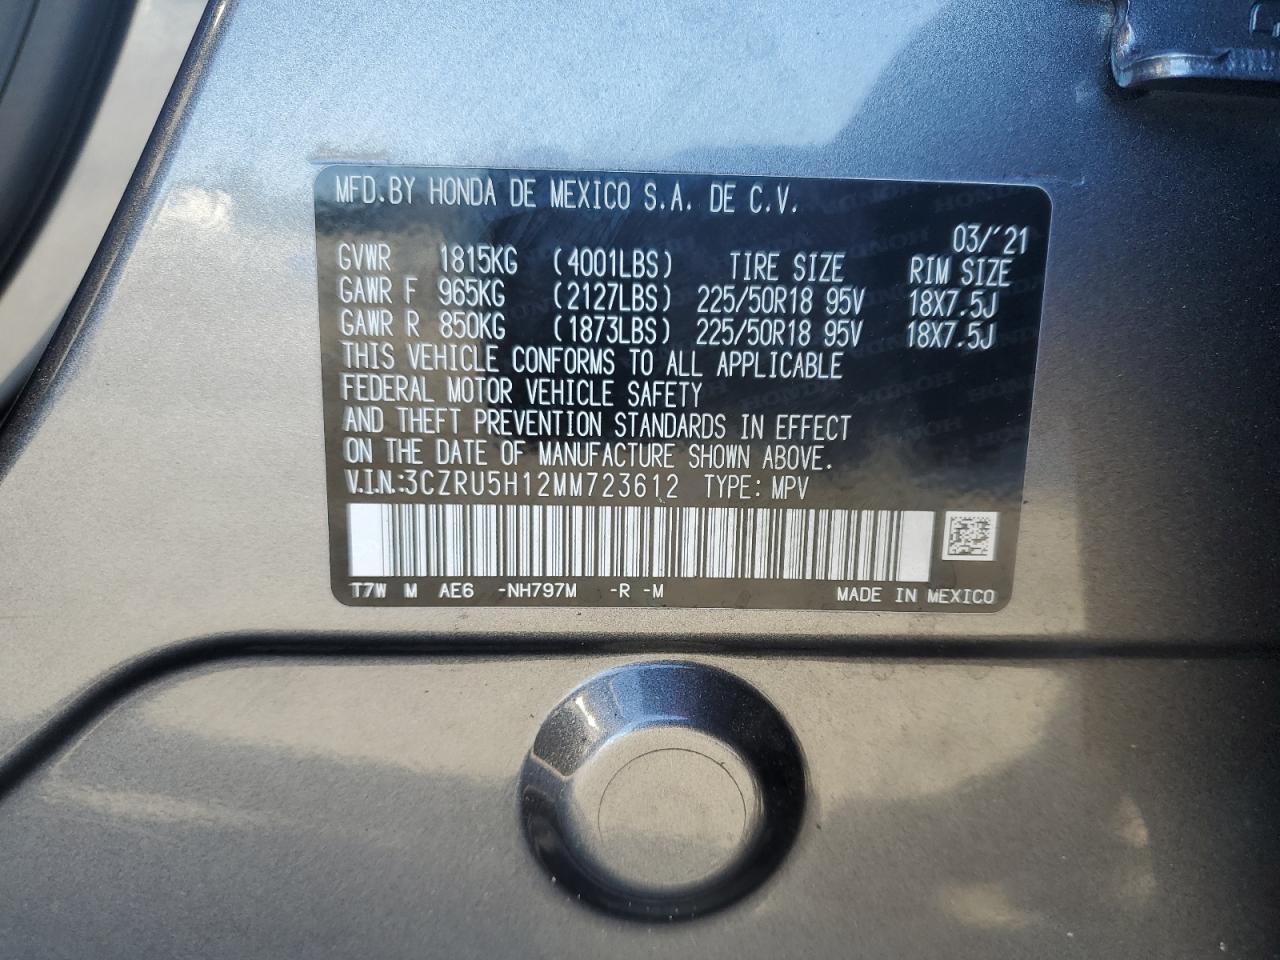 MFD.BY HONDA DE MEXICO S.A. DE C.V.
03/'21
GVWR 1815KG (4001LBS) TIRE SIZE RIM SIZE
GAWR F 965KG (2127LBS) 225/50R18 95V 18X7.5J
GAWR R 850KG (1873LBS) 225/50R18 95V 18X7.5J
THIS VEHICLE CONFORMS TO ALL APPLICABLE
FEDERAL MOTOR VEHICLE SAFETY
AND THEFT PREVENTION STANDARDS IN EFFECT
ON THE DATE OF MANUFACTURE SHOWN ABOVE.
V.I.N.:3CZRU5H12MM723612 TYPE: MPV
T7W M AE6 -NH797M -R -M MADE IN MEXICO